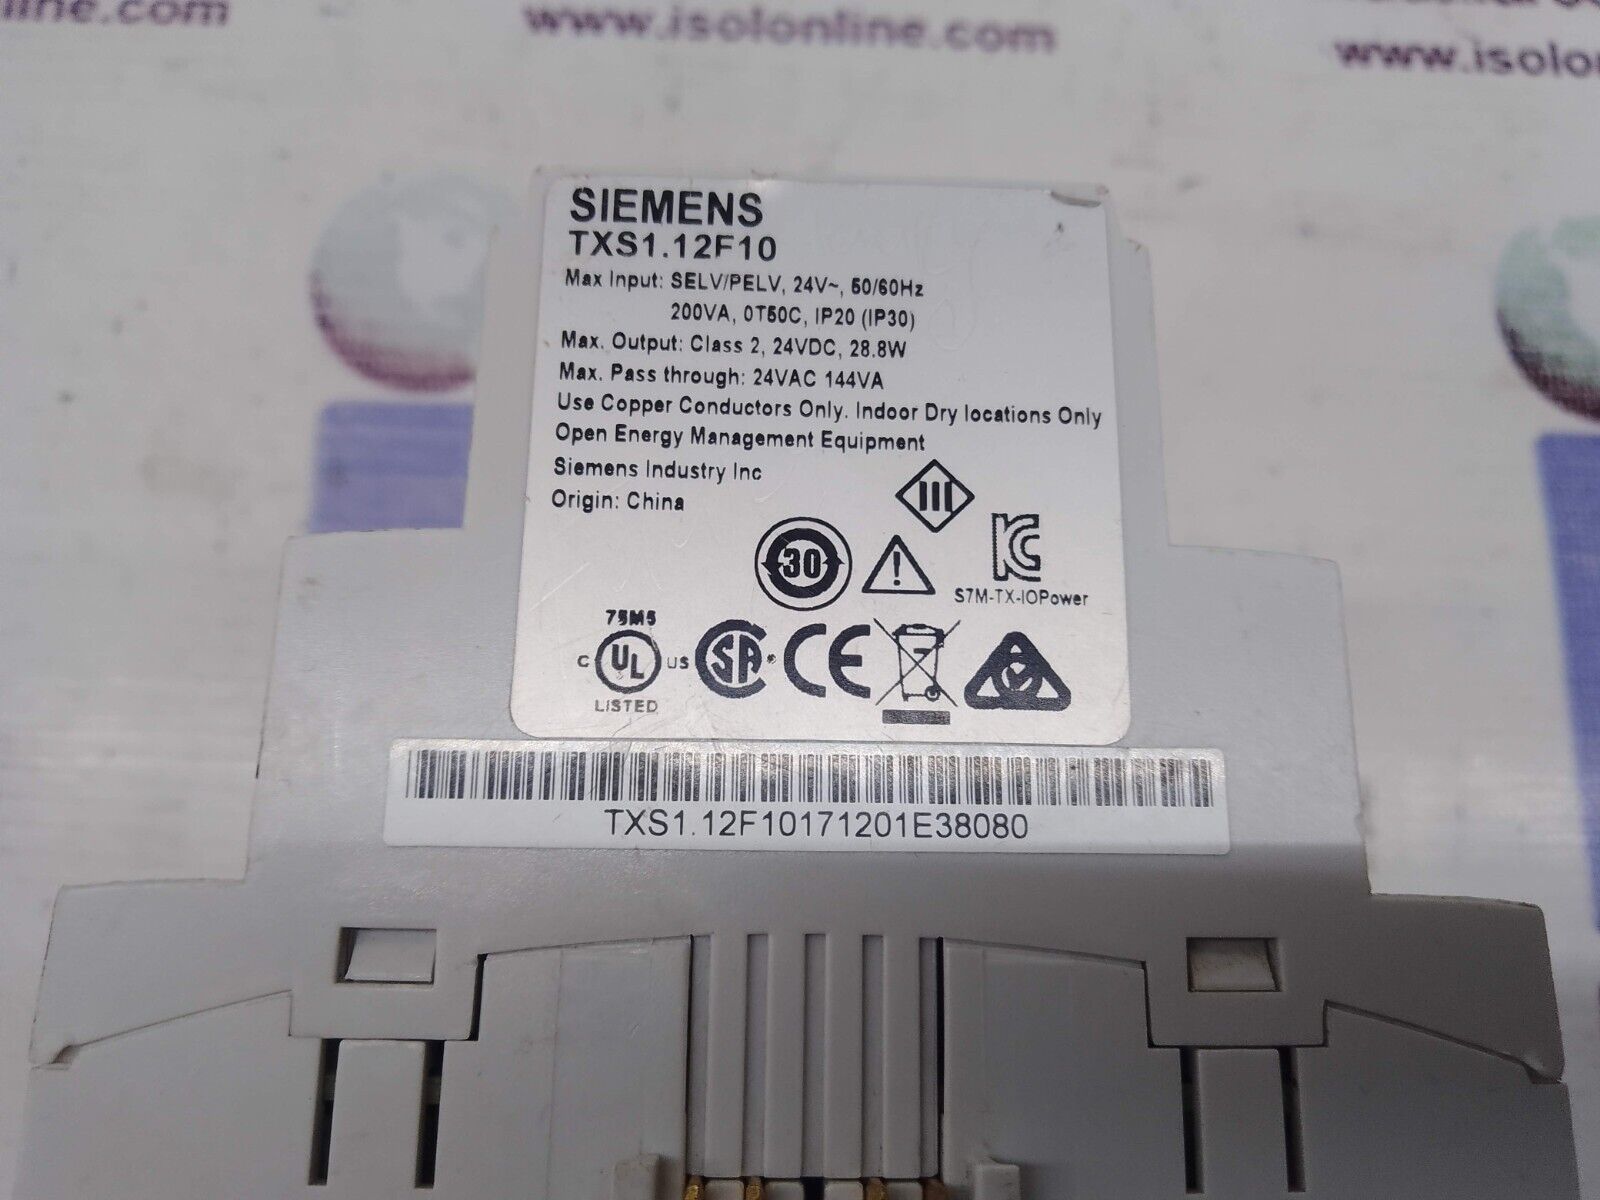 www.isolonline.com
SIEMENS
TXS1.12F10
Max Input: SELV/PELV, 24V~, 50/60Hz
200VA, 0T50C, IP20 (IP30)
Max. Output: Class 2, 24VDC, 28.8W
Max. Pass through: 24VAC 144VA
Use Copper Conductors Only. Indoor Dry locations Only
Open Energy Management Equipment
Siemens Industry Inc
Origin: China
30
S7M-TX-IOPower
75M5
C UL US
LISTED
SA
CE
TXS1.12F10171201E38080